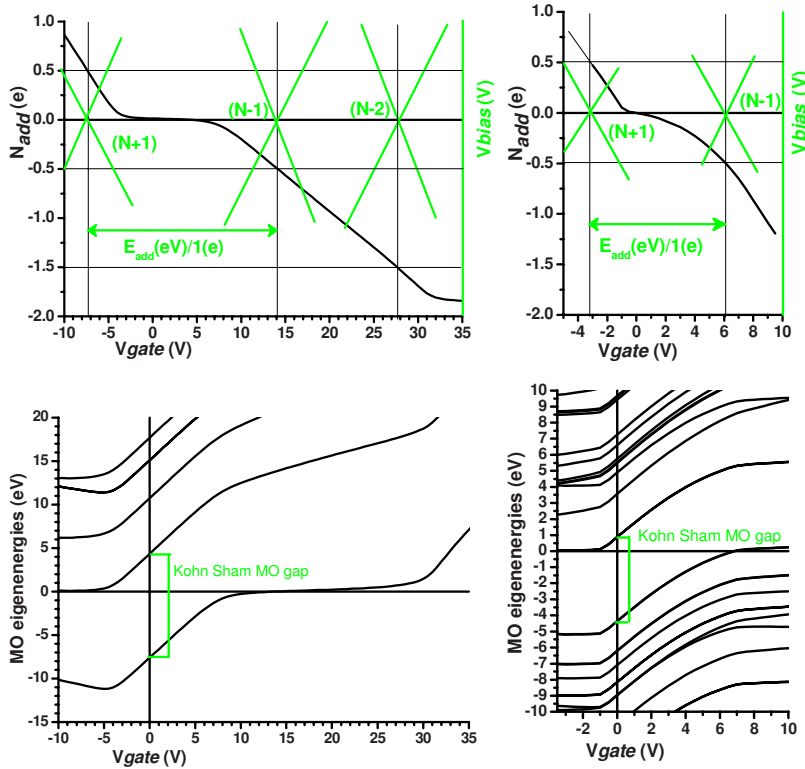 1.0
0.5
0.0
-0.5
-1.0
-1.5
-2.0
N_add (e)
(N+1)
(N-1)
(N-2)
E_add(eV)/1(e)
Vbias (V)
-10 -5 0 5 10 15 20 25 30 35
Vgate (V)
1.0
0.5
0.0
-0.5
-1.0
-1.5
-2.0
N_add (e)
(N+1)
(N-1)
E_add(eV)/1(e)
Vbias (V)
-4 -2 0 2 4 6 8 10
Vgate (V)
20
15
10
5
0
-5
-10
15
MO eigenenergies (eV)
Kohn Sham MO gap
-10 -5 0 5 10 15 20 25 30 35
Vgate (V)
10
9
8
7
6
5
4
3
2
1
0
-1
-2
-3
-4
-5
-6
-7
-8
-9
-10
MO eigenenergies (eV)
Kohn Sham MO gap
-2 0 2 4 6 8 10
Vgate (V)